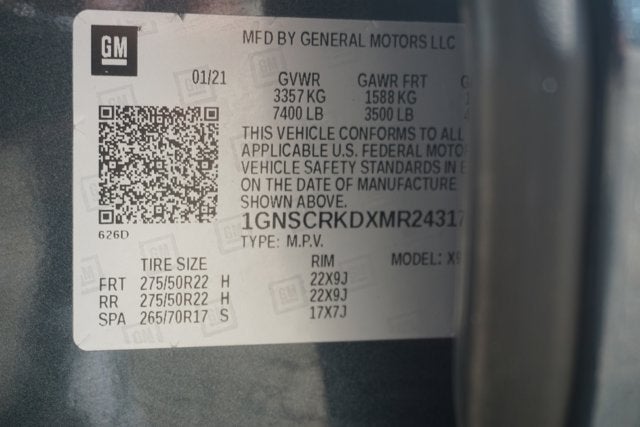 GM
MFD BY GENERAL MOTORS LLC
01/21 GVWR GAWR FRT
3357 KG 1588 KG
7400 LB 3500 LB
THIS VEHICLE CONFORMS TO ALL
APPLICABLE U.S. FEDERAL MOTO
VEHICLE SAFETY STANDARDS IN
ON THE DATE OF MANUFACTURE
SHOWN ABOVE.
1GNSCRKDXMR24317
626D
TYPE: M.P.V.
TIRE SIZE RIM MODEL:
FRT 275/50R22 H 22X9J
RR 275/50R22 H 22X9J
SPA 265/70R17 S 17X7J